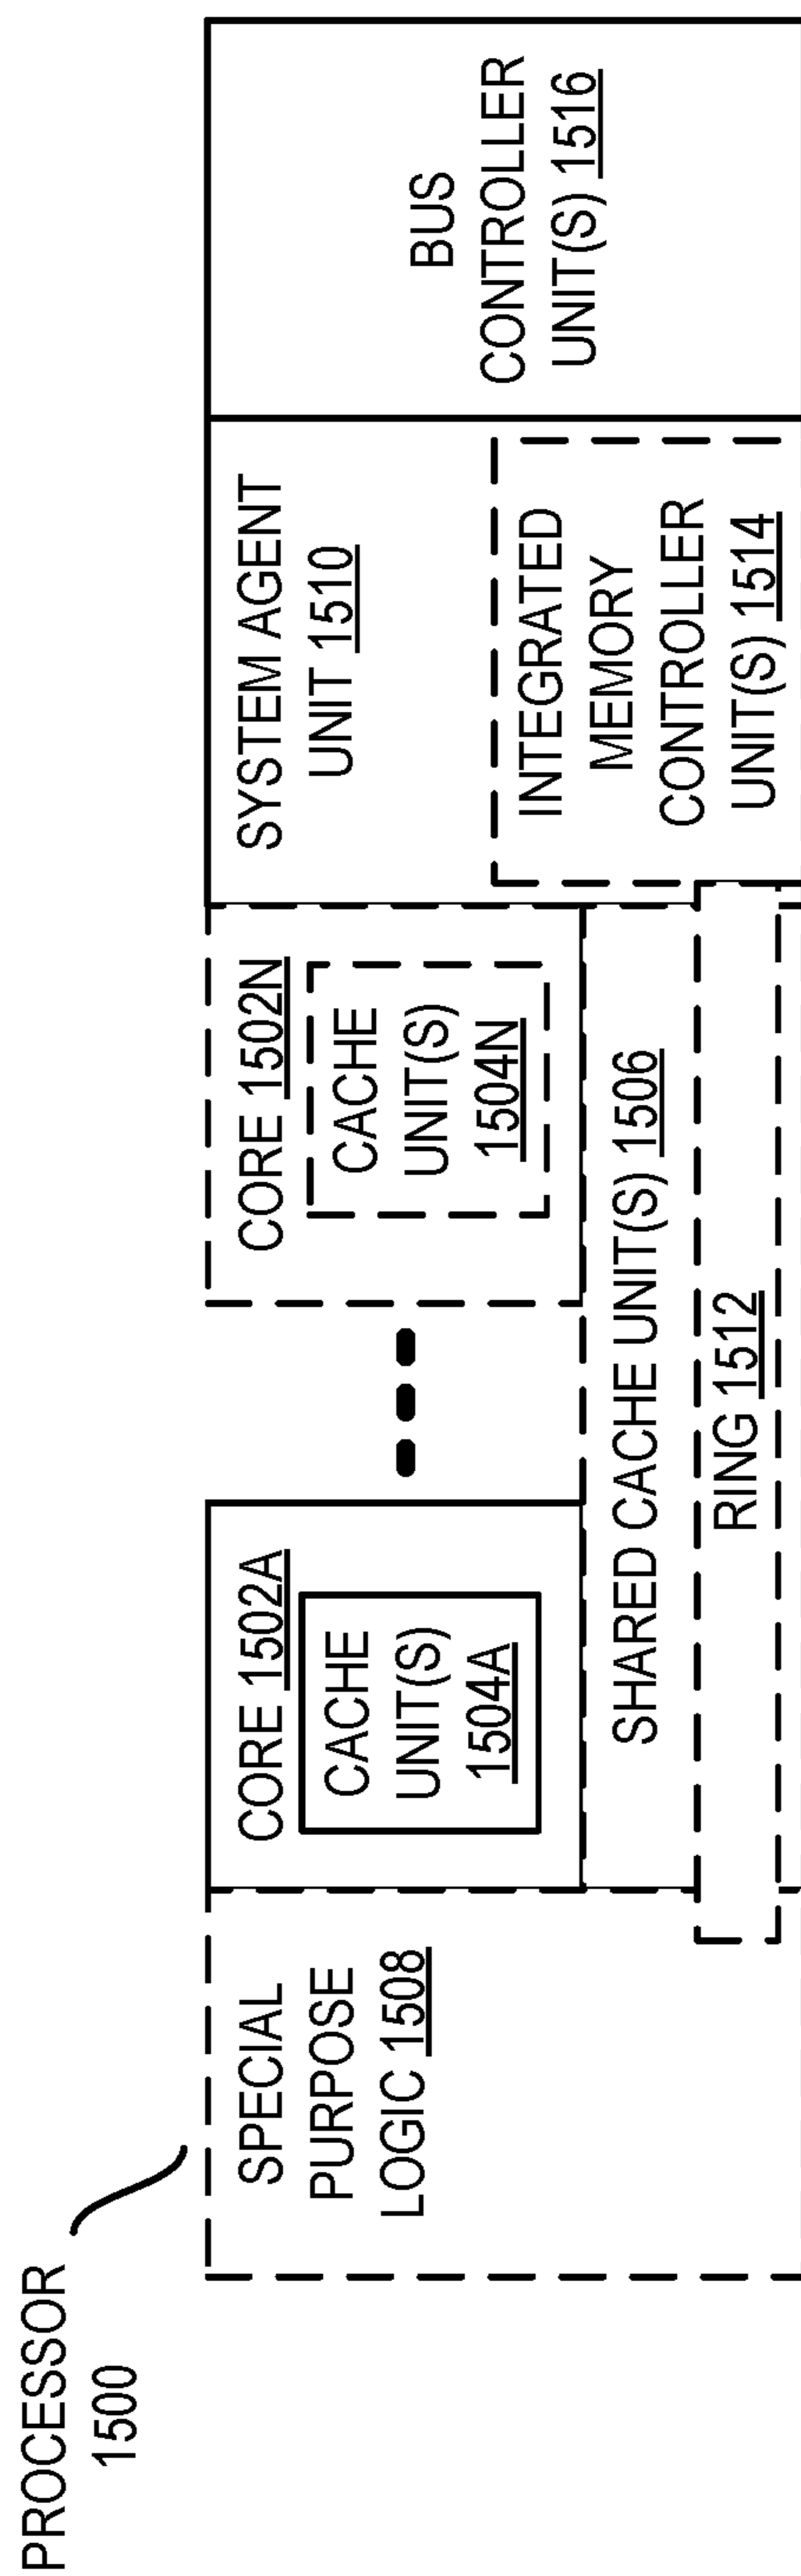 PROCESSOR
1500
SPECIAL
PURPOSE
LOGIC 1508
CORE 1502A
CACHE
UNIT(S)
1504A
CORE 1502N
CACHE
UNIT(S)
1504N
SHARED CACHE UNIT(S) 1506
RING 1512
SYSTEM AGENT
UNIT 1510
INTEGRATED
MEMORY
CONTROLLER
UNIT(S) 1514
BUS
CONTROLLER
UNIT(S) 1516